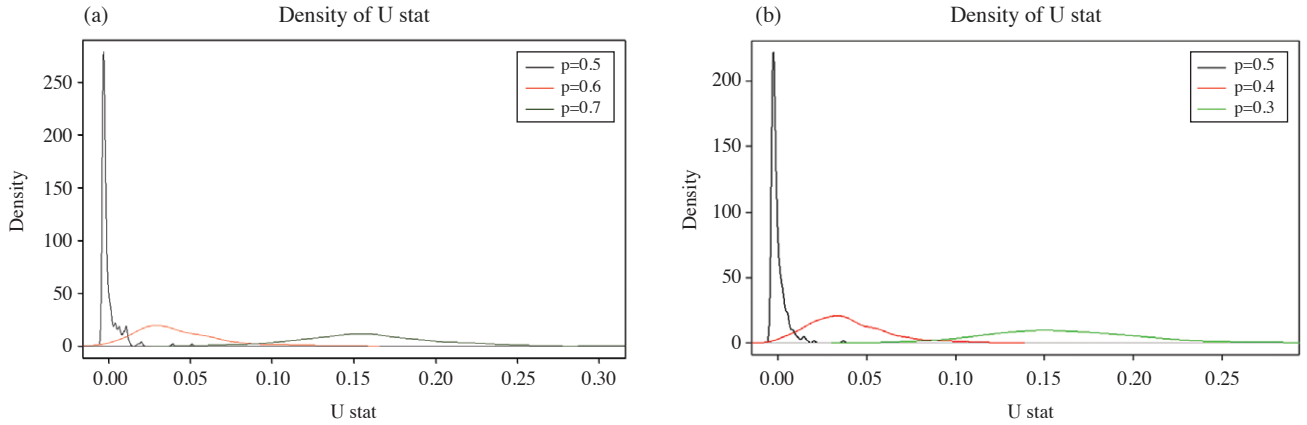 (a)
Density of U stat
Density
250
200
150
100
50
0
p=0.5
p=0.6
p=0.7
0.00 0.05 0.10 0.15 0.20 0.25 0.30
U stat
(b)
Density of U stat
Density
200
150
100
50
0
p=0.5
p=0.4
p=0.3
0.00 0.05 0.10 0.15 0.20 0.25
U stat